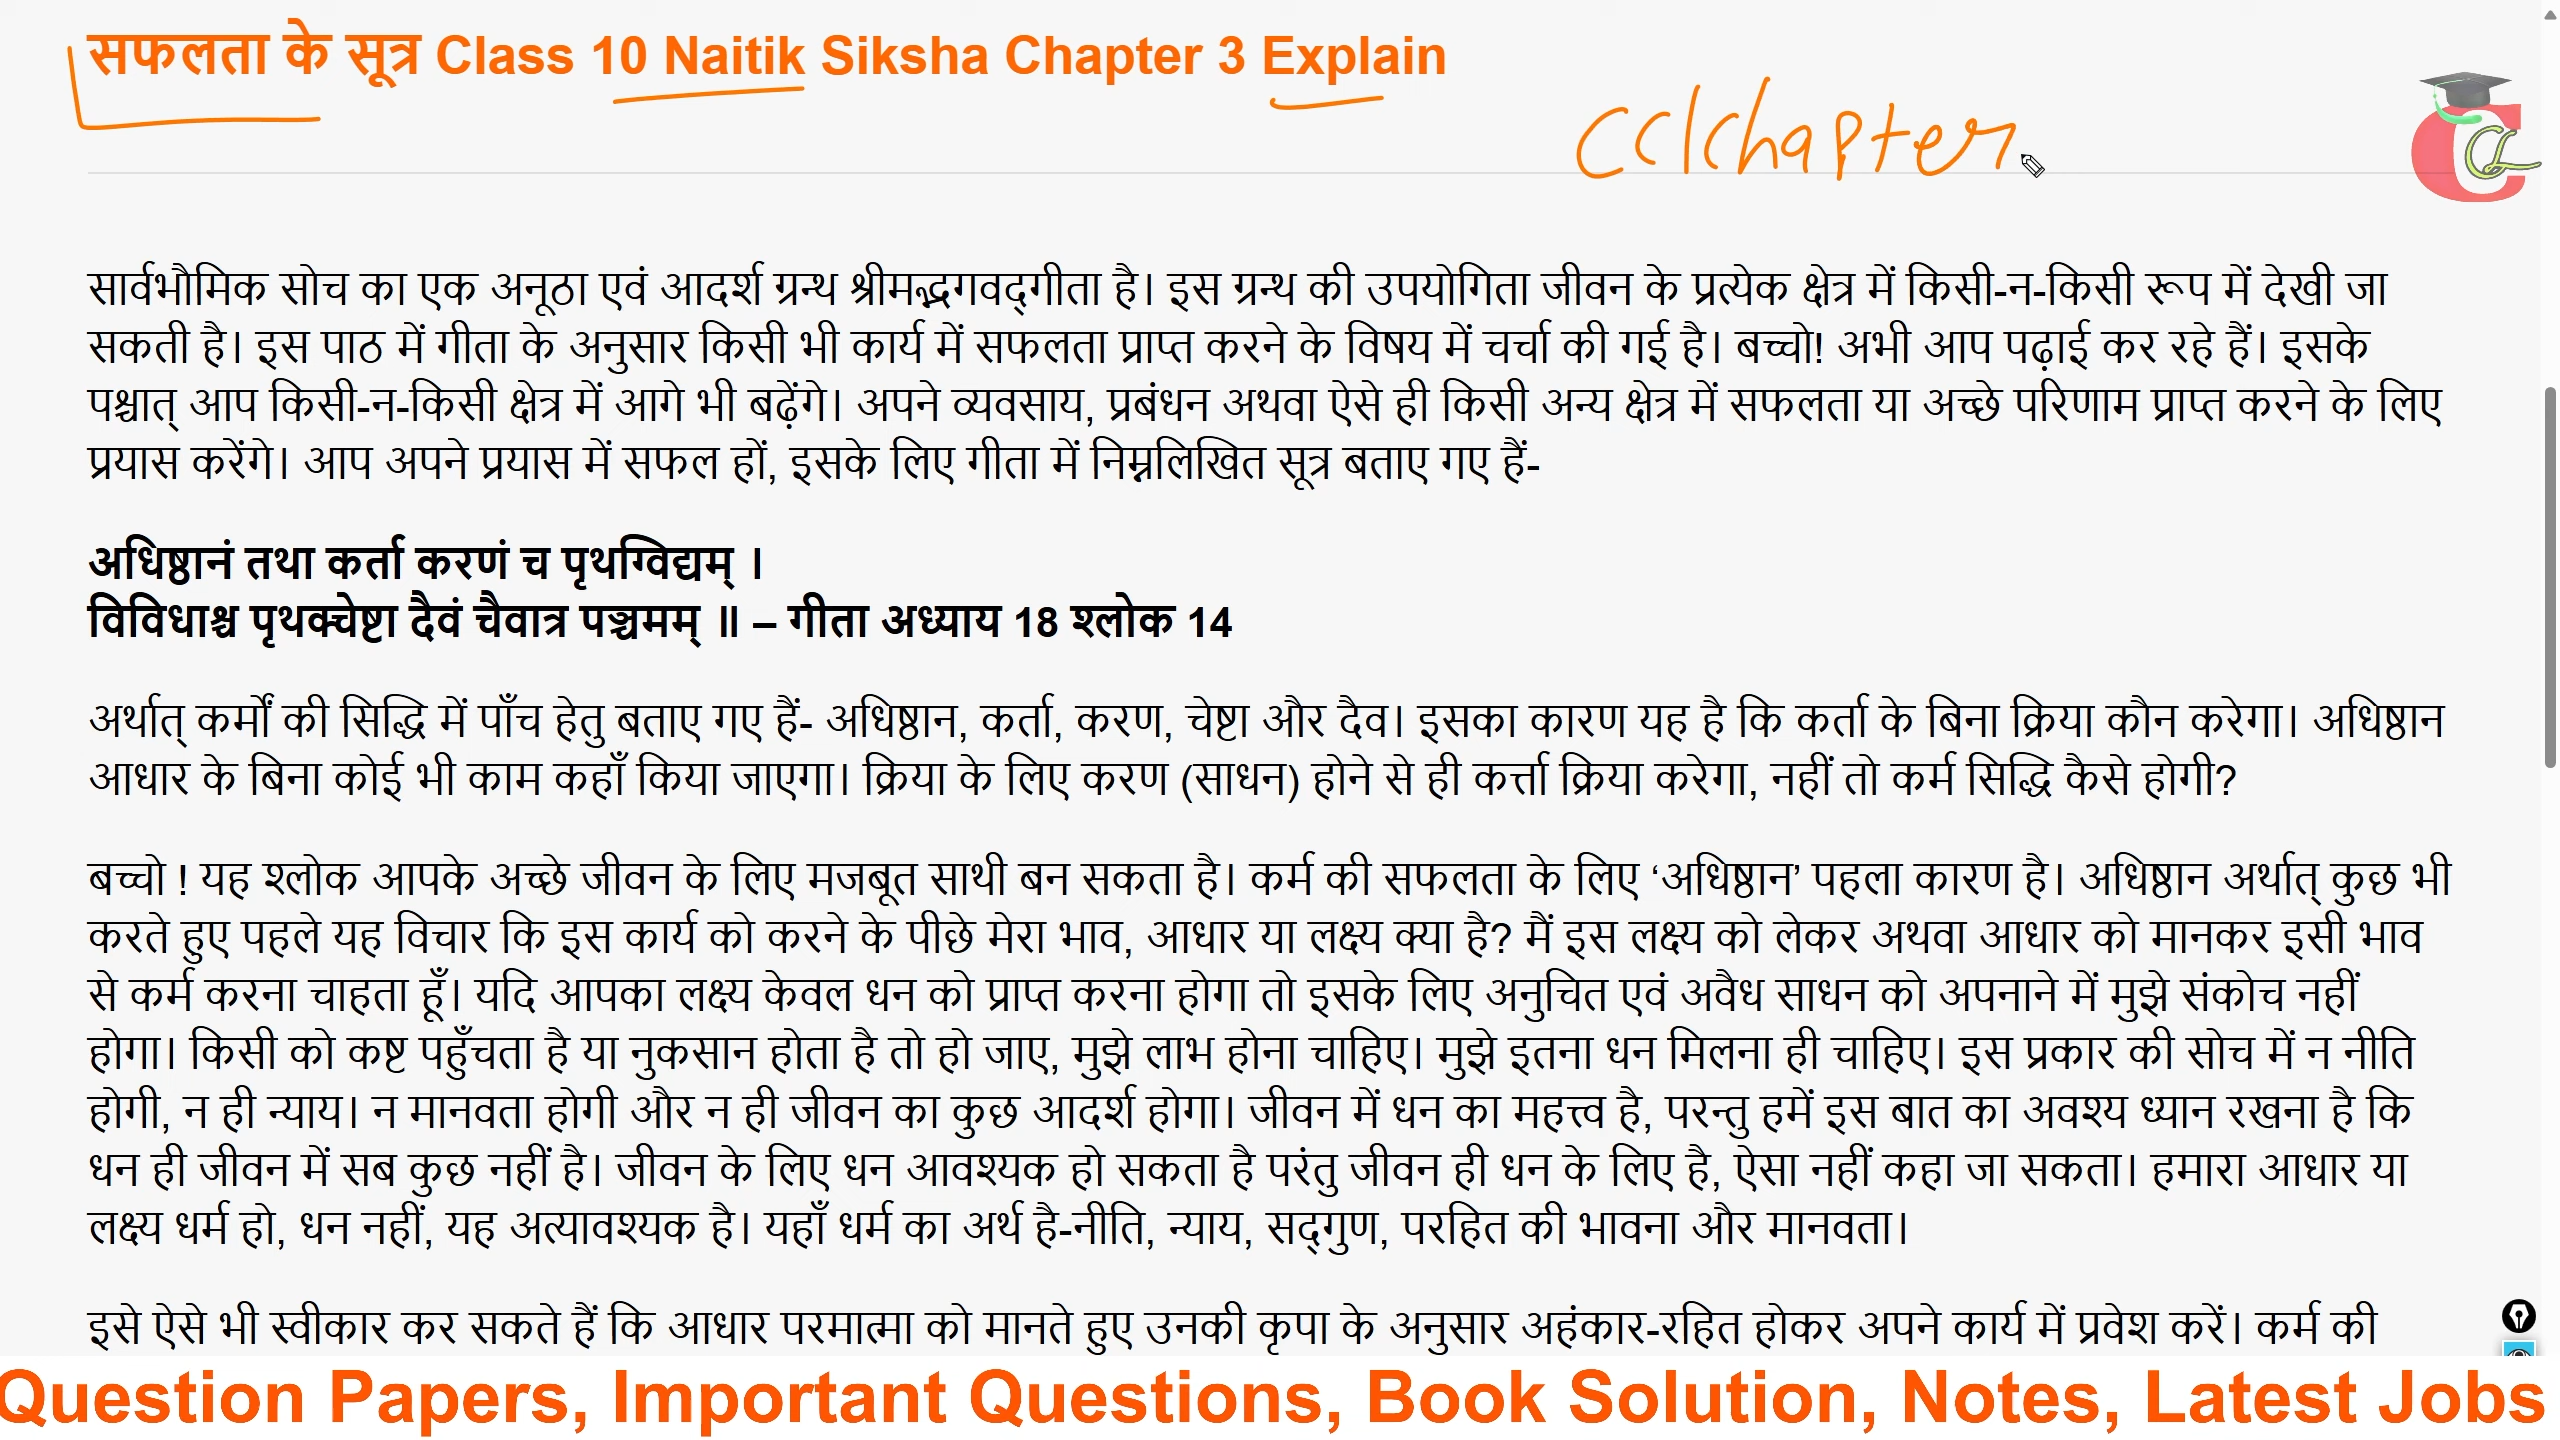 सफलता के सूत्र Class 10 Naitik Siksha Chapter 3 Explain
cclchapter
सार्वभौमिक सोच का एक अनूठा एवं आदर्श ग्रन्थ श्रीमद्भगवद्गीता है। इस ग्रन्थ की उपयोगिता जीवन के प्रत्येक क्षेत्र में किसी-न-किसी रूप में देखी जा
सकती है। इस पाठ में गीता के अनुसार किसी भी कार्य में सफलता प्राप्त करने के विषय में चर्चा की गई है। बच्चो! अभी आप पढ़ाई कर रहे हैं। इसके
पश्चात् आप किसी-न-किसी क्षेत्र में आगे भी बढ़ेंगे। अपने व्यवसाय, प्रबंधन अथवा ऐसे ही किसी अन्य क्षेत्र में सफलता या अच्छे परिणाम प्राप्त करने के लिए
प्रयास करेंगे। आप अपने प्रयास में सफल हों, इसके लिए गीता में निम्नलिखित सूत्र बताए गए हैं-
अधिष्ठानं तथा कर्ता करणं च पृथग्विद्यम् ।
विविधाश्च पृथक्चेष्टा दैवं चैवात्र पञ्चमम् ॥ – गीता अध्याय 18 श्लोक 14
अर्थात् कर्मों की सिद्धि में पाँच हेतु बताए गए हैं- अधिष्ठान, कर्ता, करण, चेष्टा और दैव। इसका कारण यह है कि कर्ता के बिना क्रिया कौन करेगा। अधिष्ठान
आधार के बिना कोई भी काम कहाँ किया जाएगा। क्रिया के लिए करण (साधन) होने से ही कर्त्ता क्रिया करेगा, नहीं तो कर्म सिद्धि कैसे होगी?
बच्चो ! यह श्लोक आपके अच्छे जीवन के लिए मजबूत साथी बन सकता है। कर्म की सफलता के लिए ‘अधिष्ठान’ पहला कारण है। अधिष्ठान अर्थात् कुछ भी
करते हुए पहले यह विचार कि इस कार्य को करने के पीछे मेरा भाव, आधार या लक्ष्य क्या है? मैं इस लक्ष्य को लेकर अथवा आधार को मानकर इसी भाव
से कर्म करना चाहता हूँ। यदि आपका लक्ष्य केवल धन को प्राप्त करना होगा तो इसके लिए अनुचित एवं अवैध साधन को अपनाने में मुझे संकोच नहीं
होगा। किसी को कष्ट पहुँचता है या नुकसान होता है तो हो जाए, मुझे लाभ होना चाहिए। मुझे इतना धन मिलना ही चाहिए। इस प्रकार की सोच में न नीति
होगी, न ही न्याय। न मानवता होगी और न ही जीवन का कुछ आदर्श होगा। जीवन में धन का महत्त्व है, परन्तु हमें इस बात का अवश्य ध्यान रखना है कि
धन ही जीवन में सब कुछ नहीं है। जीवन के लिए धन आवश्यक हो सकता है परंतु जीवन ही धन के लिए है, ऐसा नहीं कहा जा सकता। हमारा आधार या
लक्ष्य धर्म हो, धन नहीं, यह अत्यावश्यक है। यहाँ धर्म का अर्थ है-नीति, न्याय, सद्‌गुण, परहित की भावना और मानवता।
इसे ऐसे भी स्वीकार कर सकते हैं कि आधार परमात्मा को मानते हुए उनकी कृपा के अनुसार अहंकार-रहित होकर अपने कार्य में प्रवेश करें। कर्म की
Question Papers, Important Questions, Book Solution, Notes, Latest Jobs